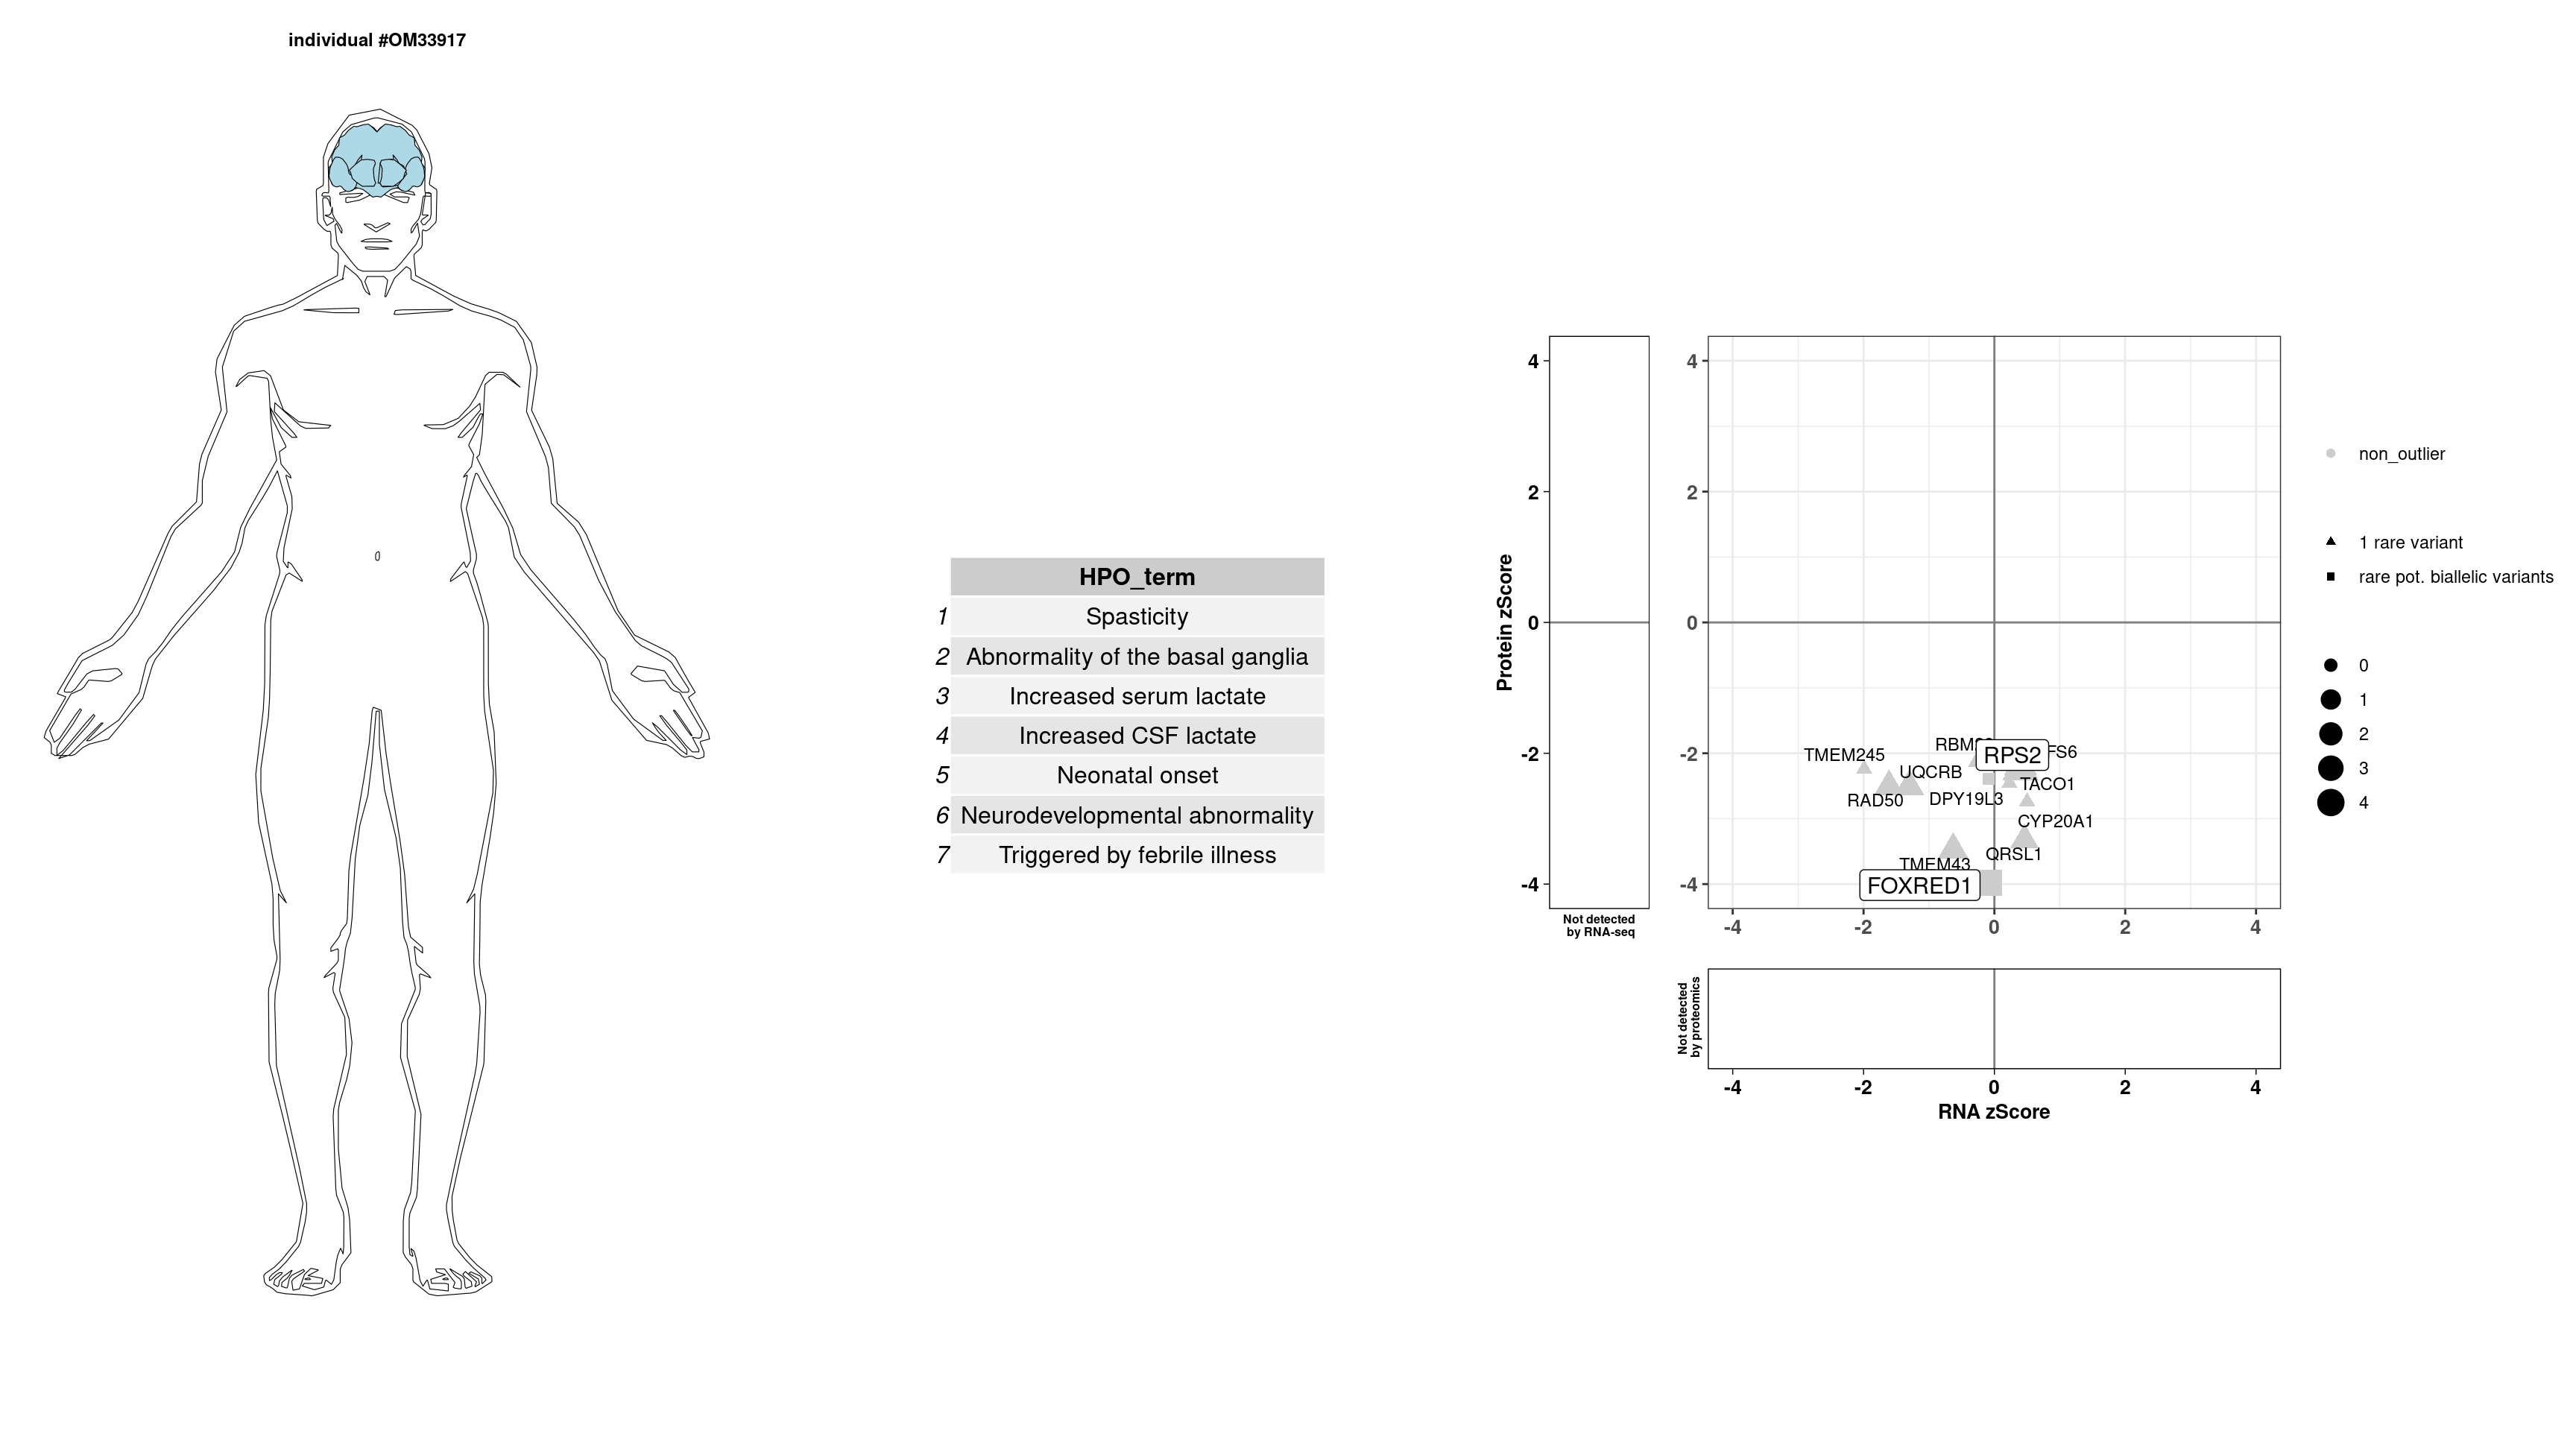 individual #OM33917
HPO_term
1 Spasticity
2 Abnormality of the basal ganglia
3 Increased serum lactate
4 Increased CSF lactate
5 Neonatal onset
6 Neurodevelopmental abnormality
7 Triggered by febrile illness
Protein zScore
4
2
0
-2
-4
Not detected
by RNA-seq
4
2
0
-2
-4
TMEM245
RPS2
UQCRB
TACO1
RAD50
DPY19L3
CYP20A1
QRSL1
TMEM43
FOXRED1
-4 -2 0 2 4
Not detected
by proteomics
-4 -2 0 2 4
RNA zScore
non_outlier
1 rare variant
rare pot. biallelic variants
0
1
2
3
4